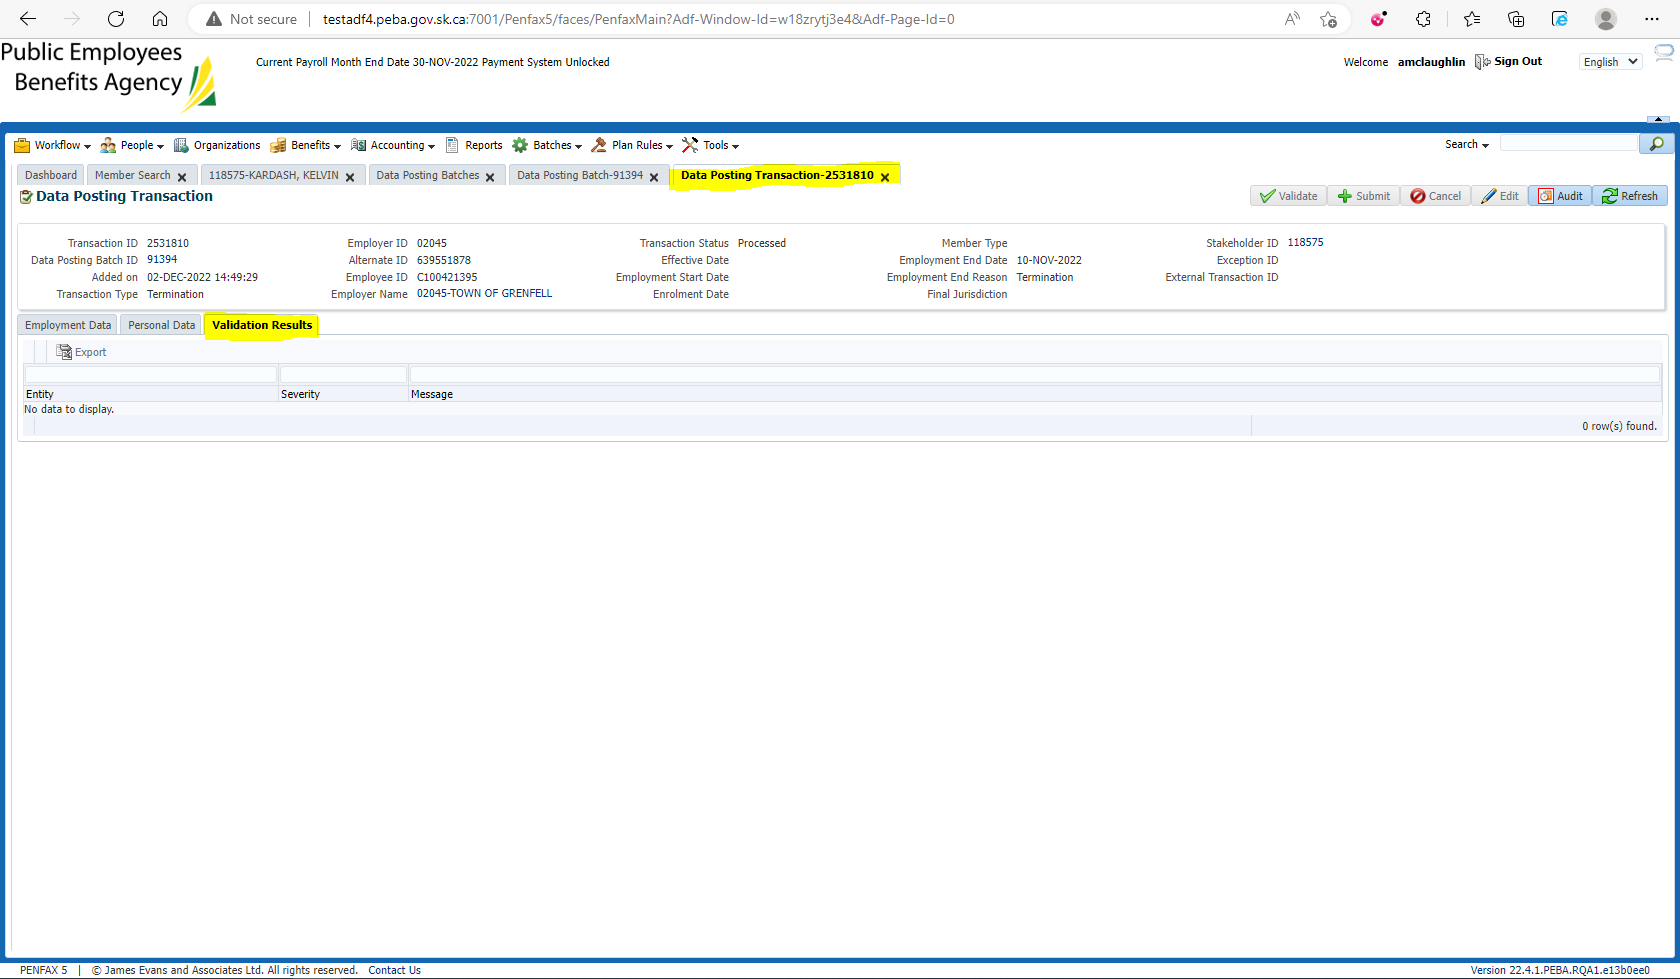 Not secure | testadf4.peba.gov.sk.ca:7001/Penfax5/faces/PenfaxMain?Adf-Window-Id=w18zrytj3e4&Adf-Page-Id=0
Public Employees
Benefits Agency
Current Payroll Month End Date 30-NOV-2022 Payment System Unlocked
Welcome amclaughlin Sign Out English
Workflow People Organizations Benefits Accounting Reports Batches Plan Rules Tools Search
Dashboard Member Search 118575-KARDASH, KELVIN Data Posting Batches Data Posting Batch-91394 Data Posting Transaction-2531810
Data Posting Transaction Validate Submit Cancel Edit Audit Refresh
Transaction ID 2531810 Employer ID 02045 Transaction Status Processed Member Type Stakeholder ID 118575
Data Posting Batch ID 91394 Alternate ID 639551878 Effective Date Employment End Date 10-NOV-2022 Exception ID
Added on 02-DEC-2022 14:49:29 Employee ID C100421395 Employment Start Date Employment End Reason Termination External Transaction ID
Transaction Type Termination Employer Name 02045-TOWN OF GRENFELL Enrolment Date Final Jurisdiction
Employment Data Personal Data Validation Results
Export
Entity Severity Message
No data to display.
0 row(s) found.
PENFAX 5 | © James Evans and Associates Ltd. All rights reserved. Contact Us Version 22.4.1.PEBA.RQA1.e13b0ee0